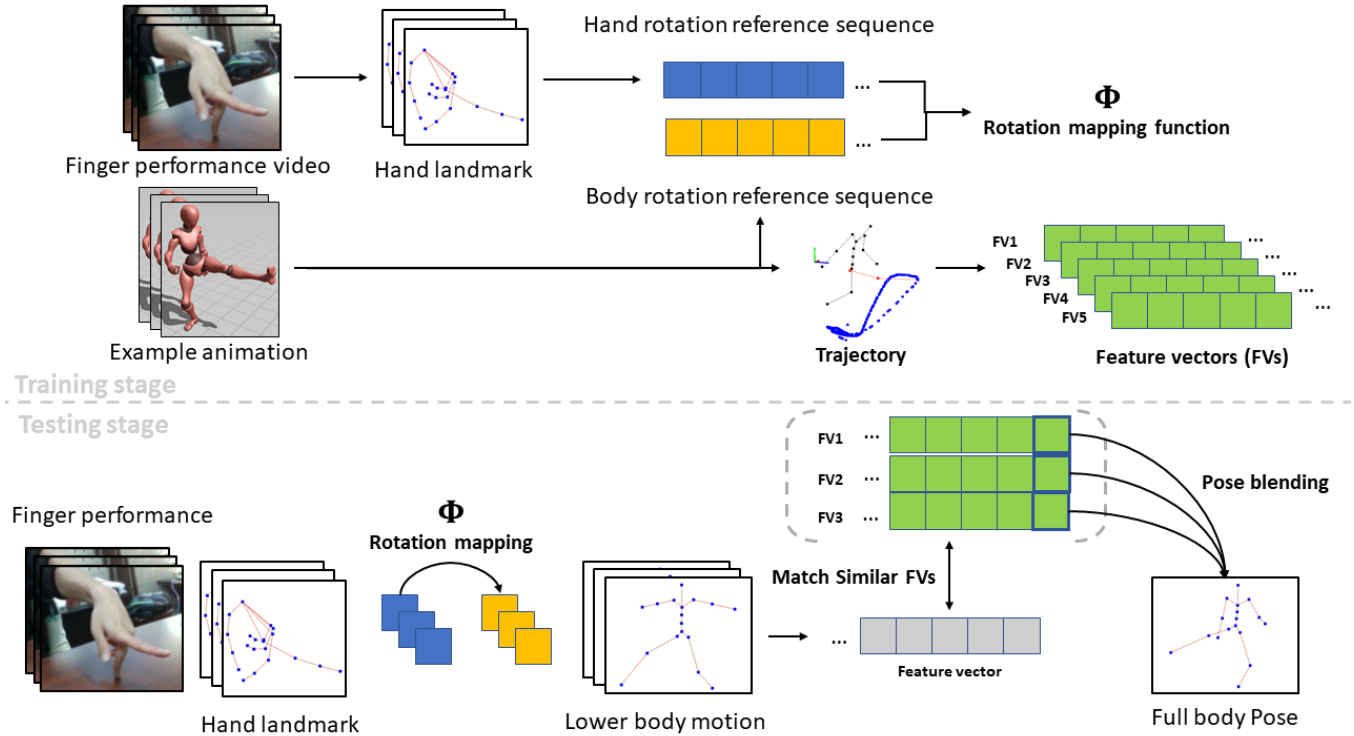 Hand rotation reference sequence
...
Φ
Rotation mapping function
...
Finger performance video
Hand landmark
Body rotation reference sequence
FV1
...
FV2
...
FV3
...
FV4
...
FV5
...
Example animation
Trajectory
Feature vectors (FVs)
Training stage
Testing stage
FV1 ...
FV2 ...
FV3 ...
Pose blending
Finger performance
Φ
Rotation mapping
Match Similar FVs
...
Feature vector
Hand landmark
Lower body motion
Full body Pose